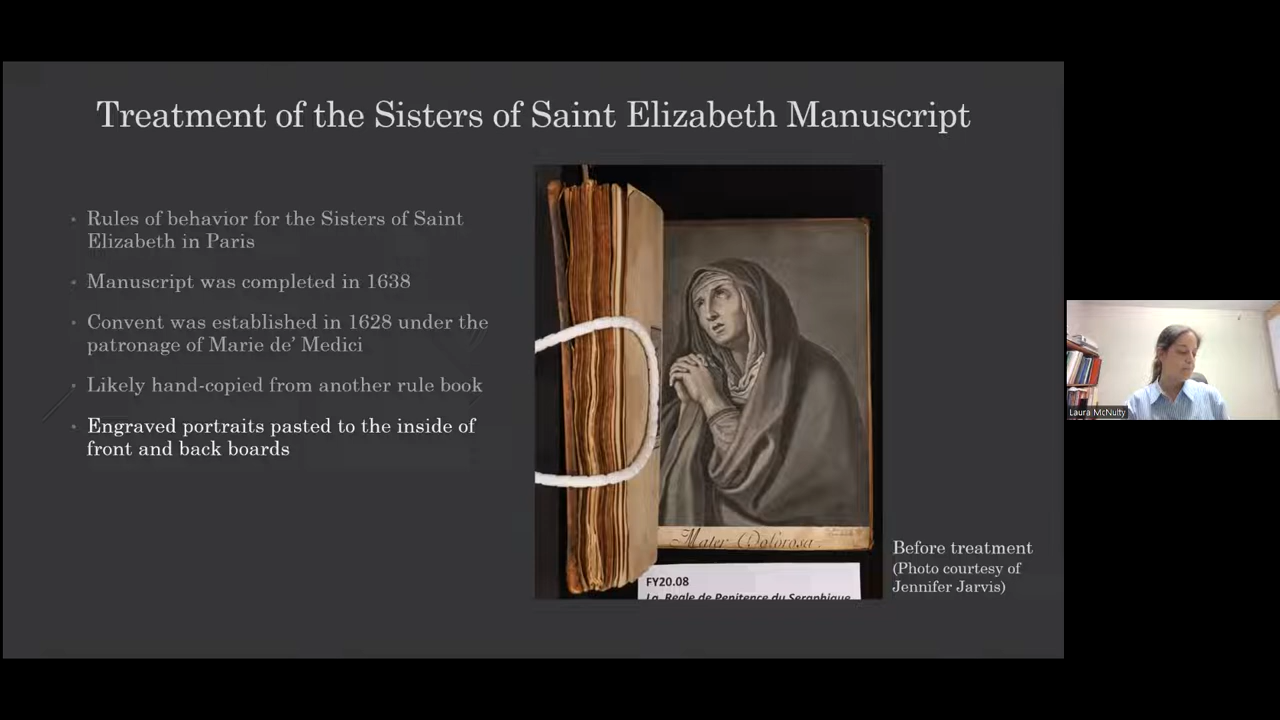 Treatment of the Sisters of Saint Elizabeth Manuscript
• Rules of behavior for the Sisters of Saint
Elizabeth in Paris
• Manuscript was completed in 1638
• Convent was established in 1628 under the
patronage of Marie de’ Medici
• Likely hand-copied from another rule book
• Engraved portraits pasted to the inside of
front and back boards
Mater Dolorosa.
FY20.08
La Regle de Penitence du Seraphique
Before treatment
(Photo courtesy of
Jennifer Jarvis)
Laura McNulty